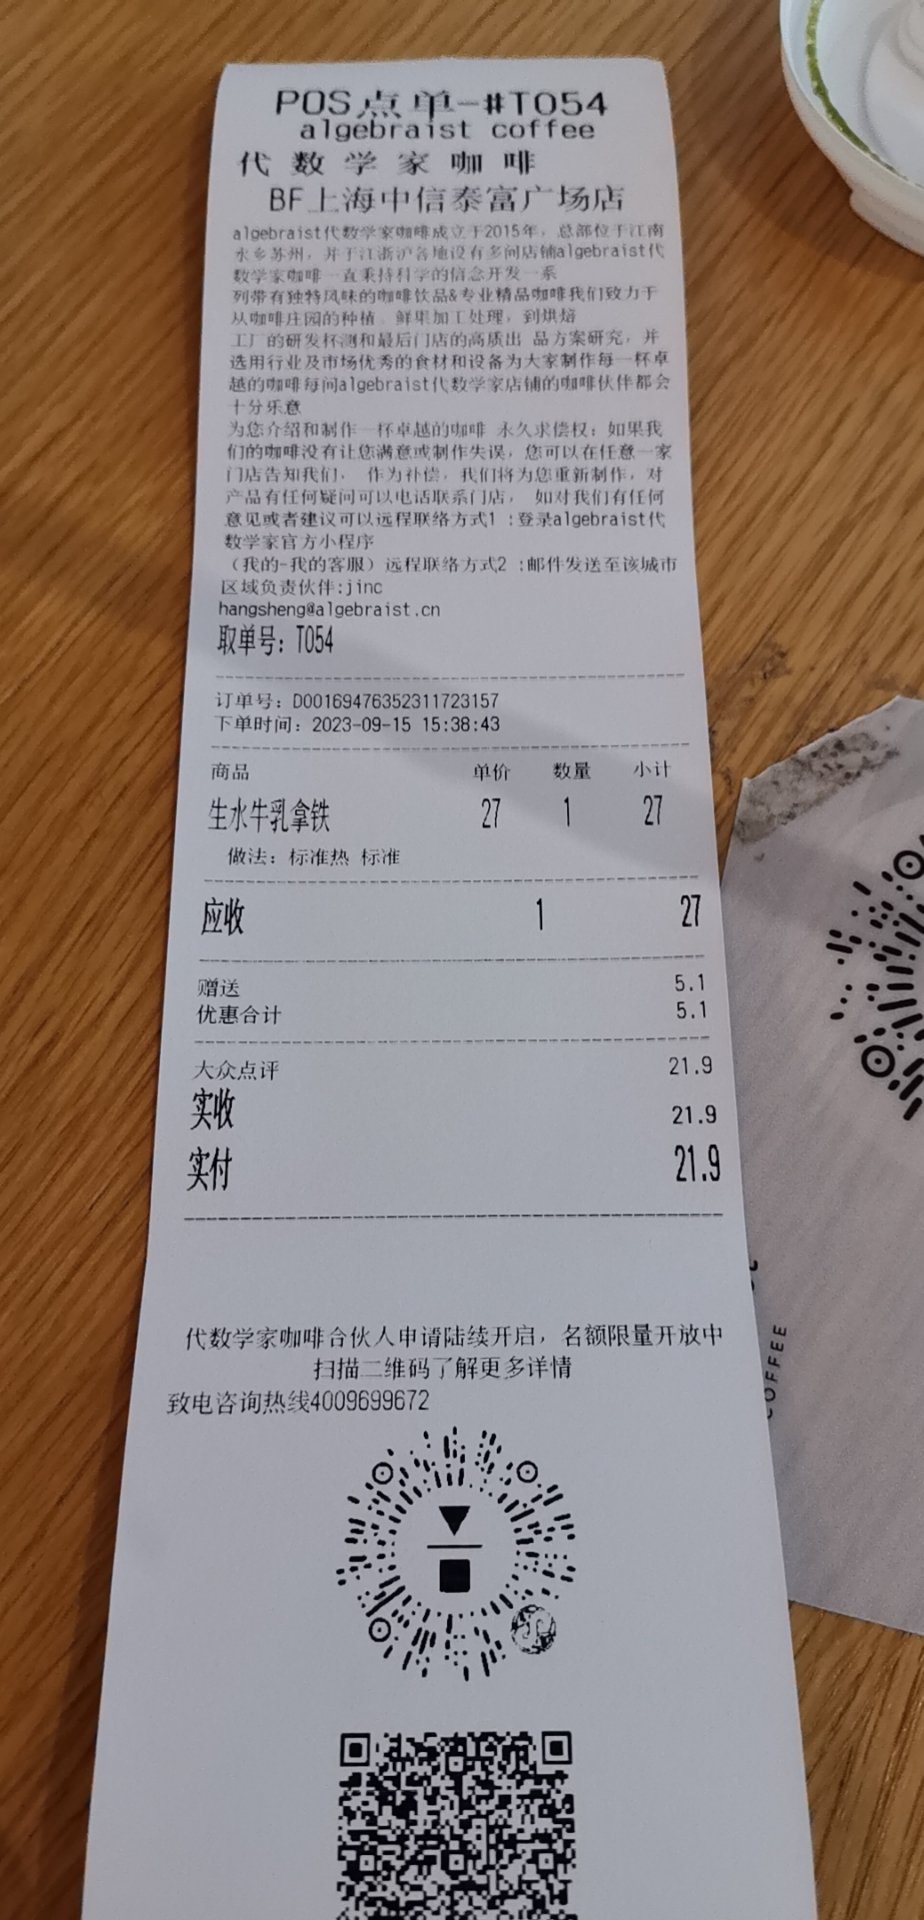 POS点单-#T054
algebraist coffee
代数学家咖啡
BF上海中信泰富广场店
algebraist代数学家咖啡成立于2015年，总部位于江南
水乡苏州，并于江浙沪各地设有多间店铺algebraist代
数学家咖啡一直秉持科学的信念开发一系
列带有独特风味的咖啡饮品&专业精品咖啡我们致力于
从咖啡庄园的种植、鲜果加工处理，到烘焙
工厂的研发杯测和最后门店的高质出 品方案研究，并
选用行业及市场优秀的食材和设备为大家制作每一杯卓
越的咖啡每间algebraist代数学家店铺的咖啡伙伴都会
十分乐意
为您介绍和制作一杯卓越的咖啡 永久求偿权：如果我
们的咖啡没有让您满意或制作失误，您可以在任意一家
门店告知我们， 作为补偿，我们将为您重新制作，对
产品有任何疑问可以电话联系门店， 如对我们有任何
意见或者建议可以远程联络方式1 :登录algebraist代
数学家官方小程序
（我的-我的客服）远程联络方式2 :邮件发送至该城市
区域负责伙伴:jinc
hangsheng@algebraist.cn
取单号：T054
订单号：D00169476352311723157
下单时间：2023-09-15 15:38:43
商品 单价 数量 小计
生水牛乳拿铁 27 1 27
做法：标准热 标准
应收 1 27
赠送 5.1
优惠合计 5.1
大众点评 21.9
实收 21.9
实付 21.9
代数学家咖啡合伙人申请陆续开启，名额限量开放中
扫描二维码了解更多详情
致电咨询热线4009699672
COFFEE